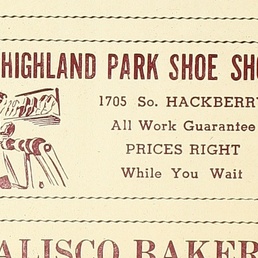 HIGHLAND PARK SHOE SHO
1705 So. HACKBERRY
All Work Guarantee
PRICES RIGHT
While You Wait
ALISCO BAKER